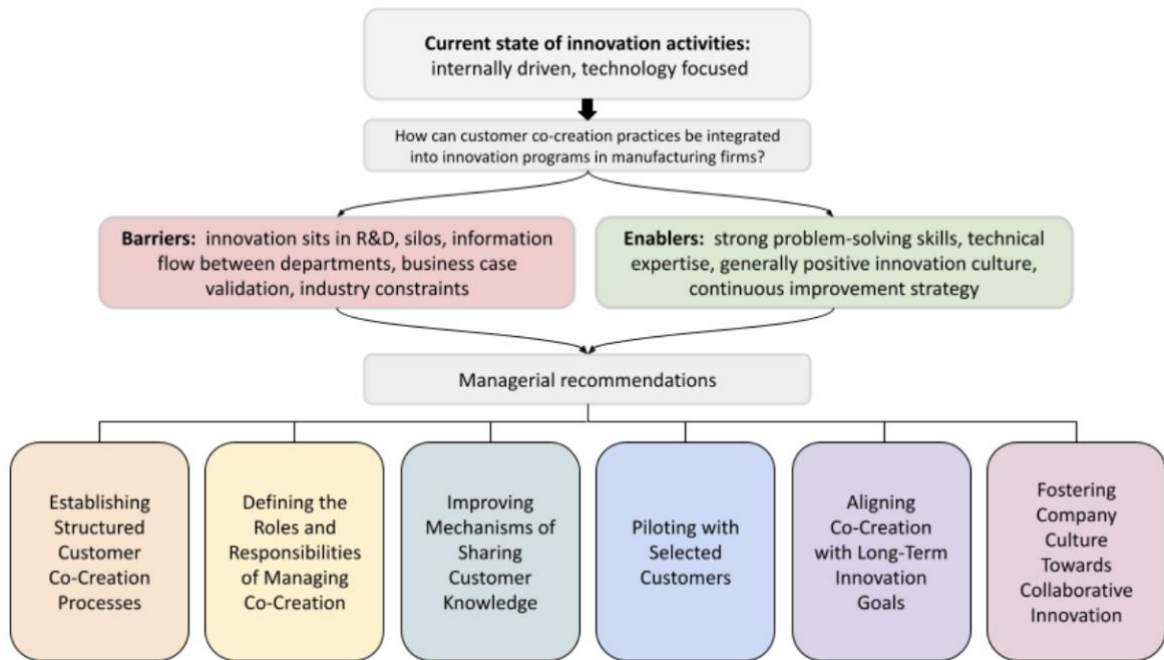 Current state of innovation activities:
internally driven, technology focused
How can customer co-creation practices be integrated
into innovation programs in manufacturing firms?
Barriers: innovation sits in R&D, silos, information
flow between departments, business case
validation, industry constraints
Enablers: strong problem-solving skills, technical
expertise, generally positive innovation culture,
continuous improvement strategy
Managerial recommendations
Establishing
Structured
Customer
Co-Creation
Processes
Defining the
Roles and
Responsibilities
of Managing
Co-Creation
Improving
Mechanisms of
Sharing
Customer
Knowledge
Piloting with
Selected
Customers
Aligning
Co-Creation
with Long-Term
Innovation
Goals
Fostering
Company
Culture
Towards
Collaborative
Innovation